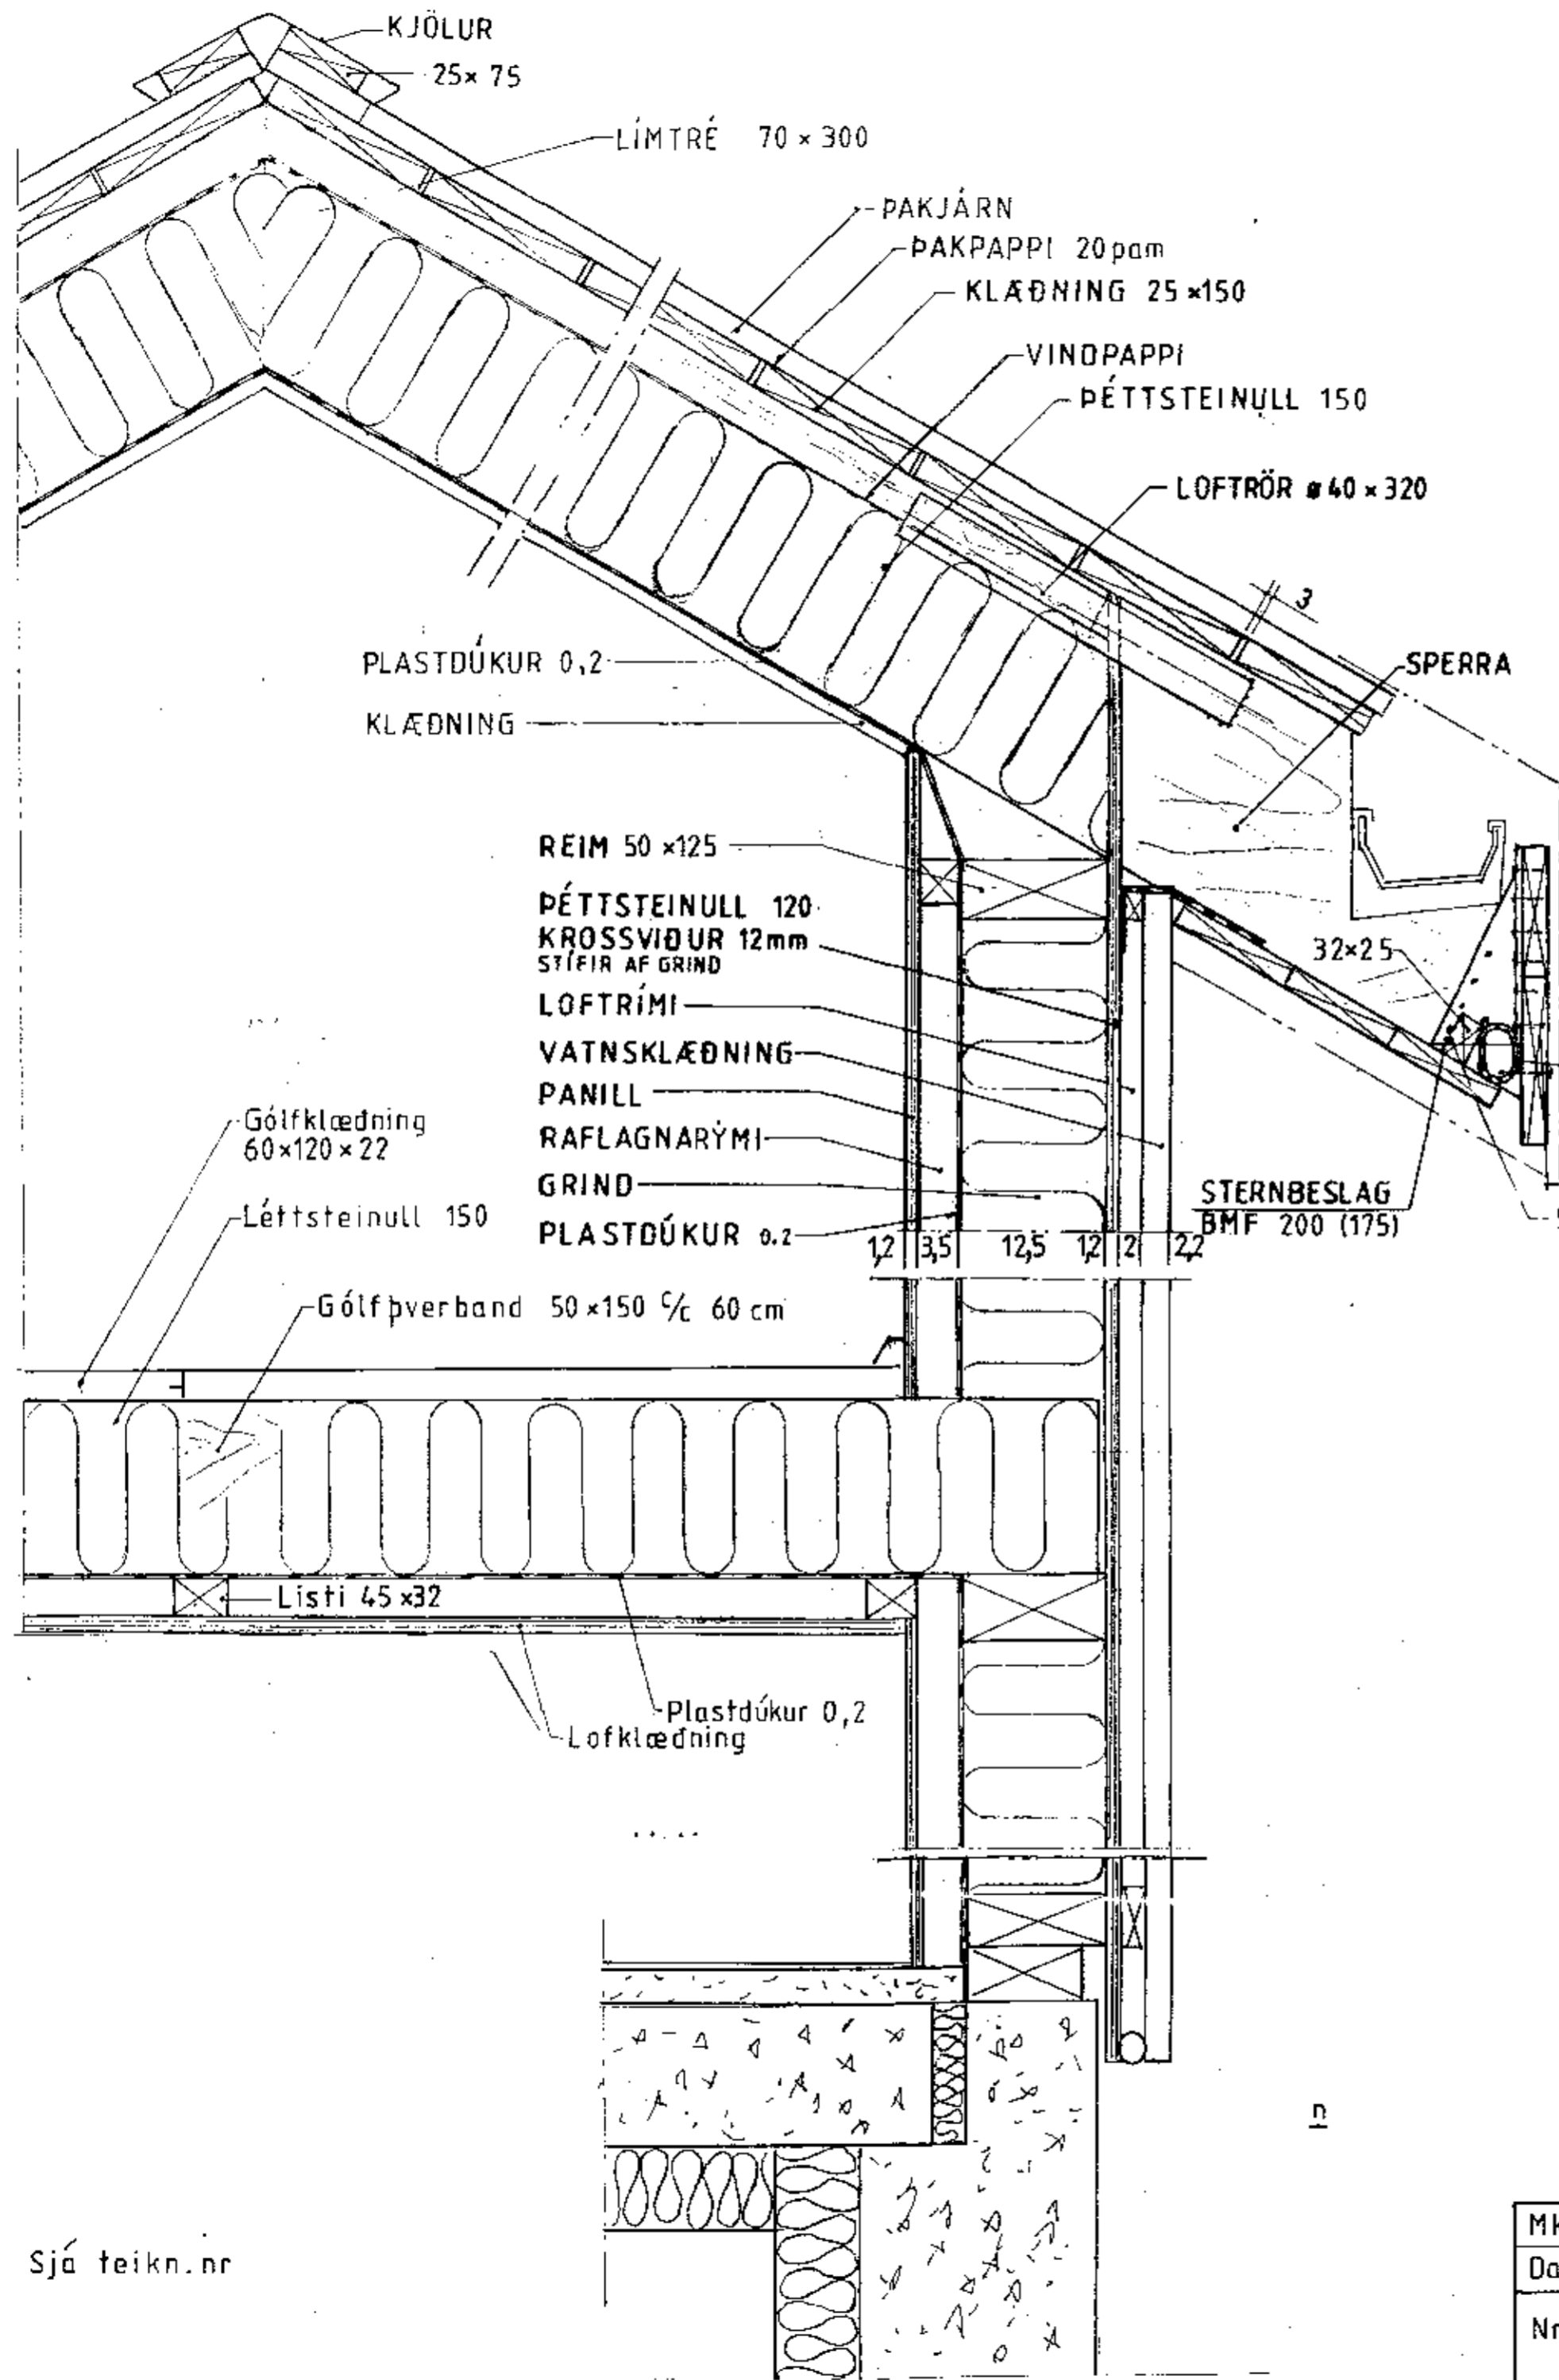 KJÖLUR
25× 75
LÍMTRÉ 70 × 300
ÞAKJÁRN
ÞAKPAPPI 20pam
KLÆÐNING 25 ×150
VINDPAPPI
ÞÉTTSTEINULL 150
LOFTRÖR ø 40 × 320
3
SPERRA
PLASTDÚKUR 0,2
KLÆÐNING
REIM 50 ×125
ÞÉTTSTEINULL 120
KROSSVIÐUR 12mm
STÍFIR AF GRIND
LOFTRÍMI
VATNSKLÆÐNING
PANILL
RAFLAGNARÝMI
GRIND
PLASTDÚKUR 0.2
32×25
STERNBESLAG
BMF 200 (175)
1,2 3,5 12,5 1,2 2 2,2
Gólfklæðning
60×120×22
Léttsteinull 150
Gólfþverband 50×150 C/c 60 cm
Listi 45 ×32
Plastdúkur 0,2
Lofklæðning
n
Sjá teikn.nr
Da
Nr